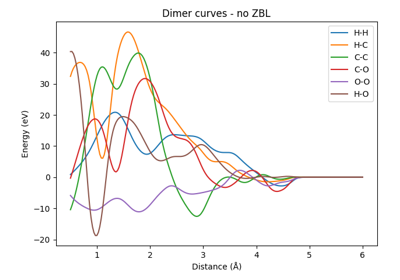 Dimer curves - no ZBL
H-H
H-C
C-C
C-O
O-O
H-O
Energy (eV)
40
30
20
10
0
−10
−20
1 2 3 4 5 6
Distance (Å)